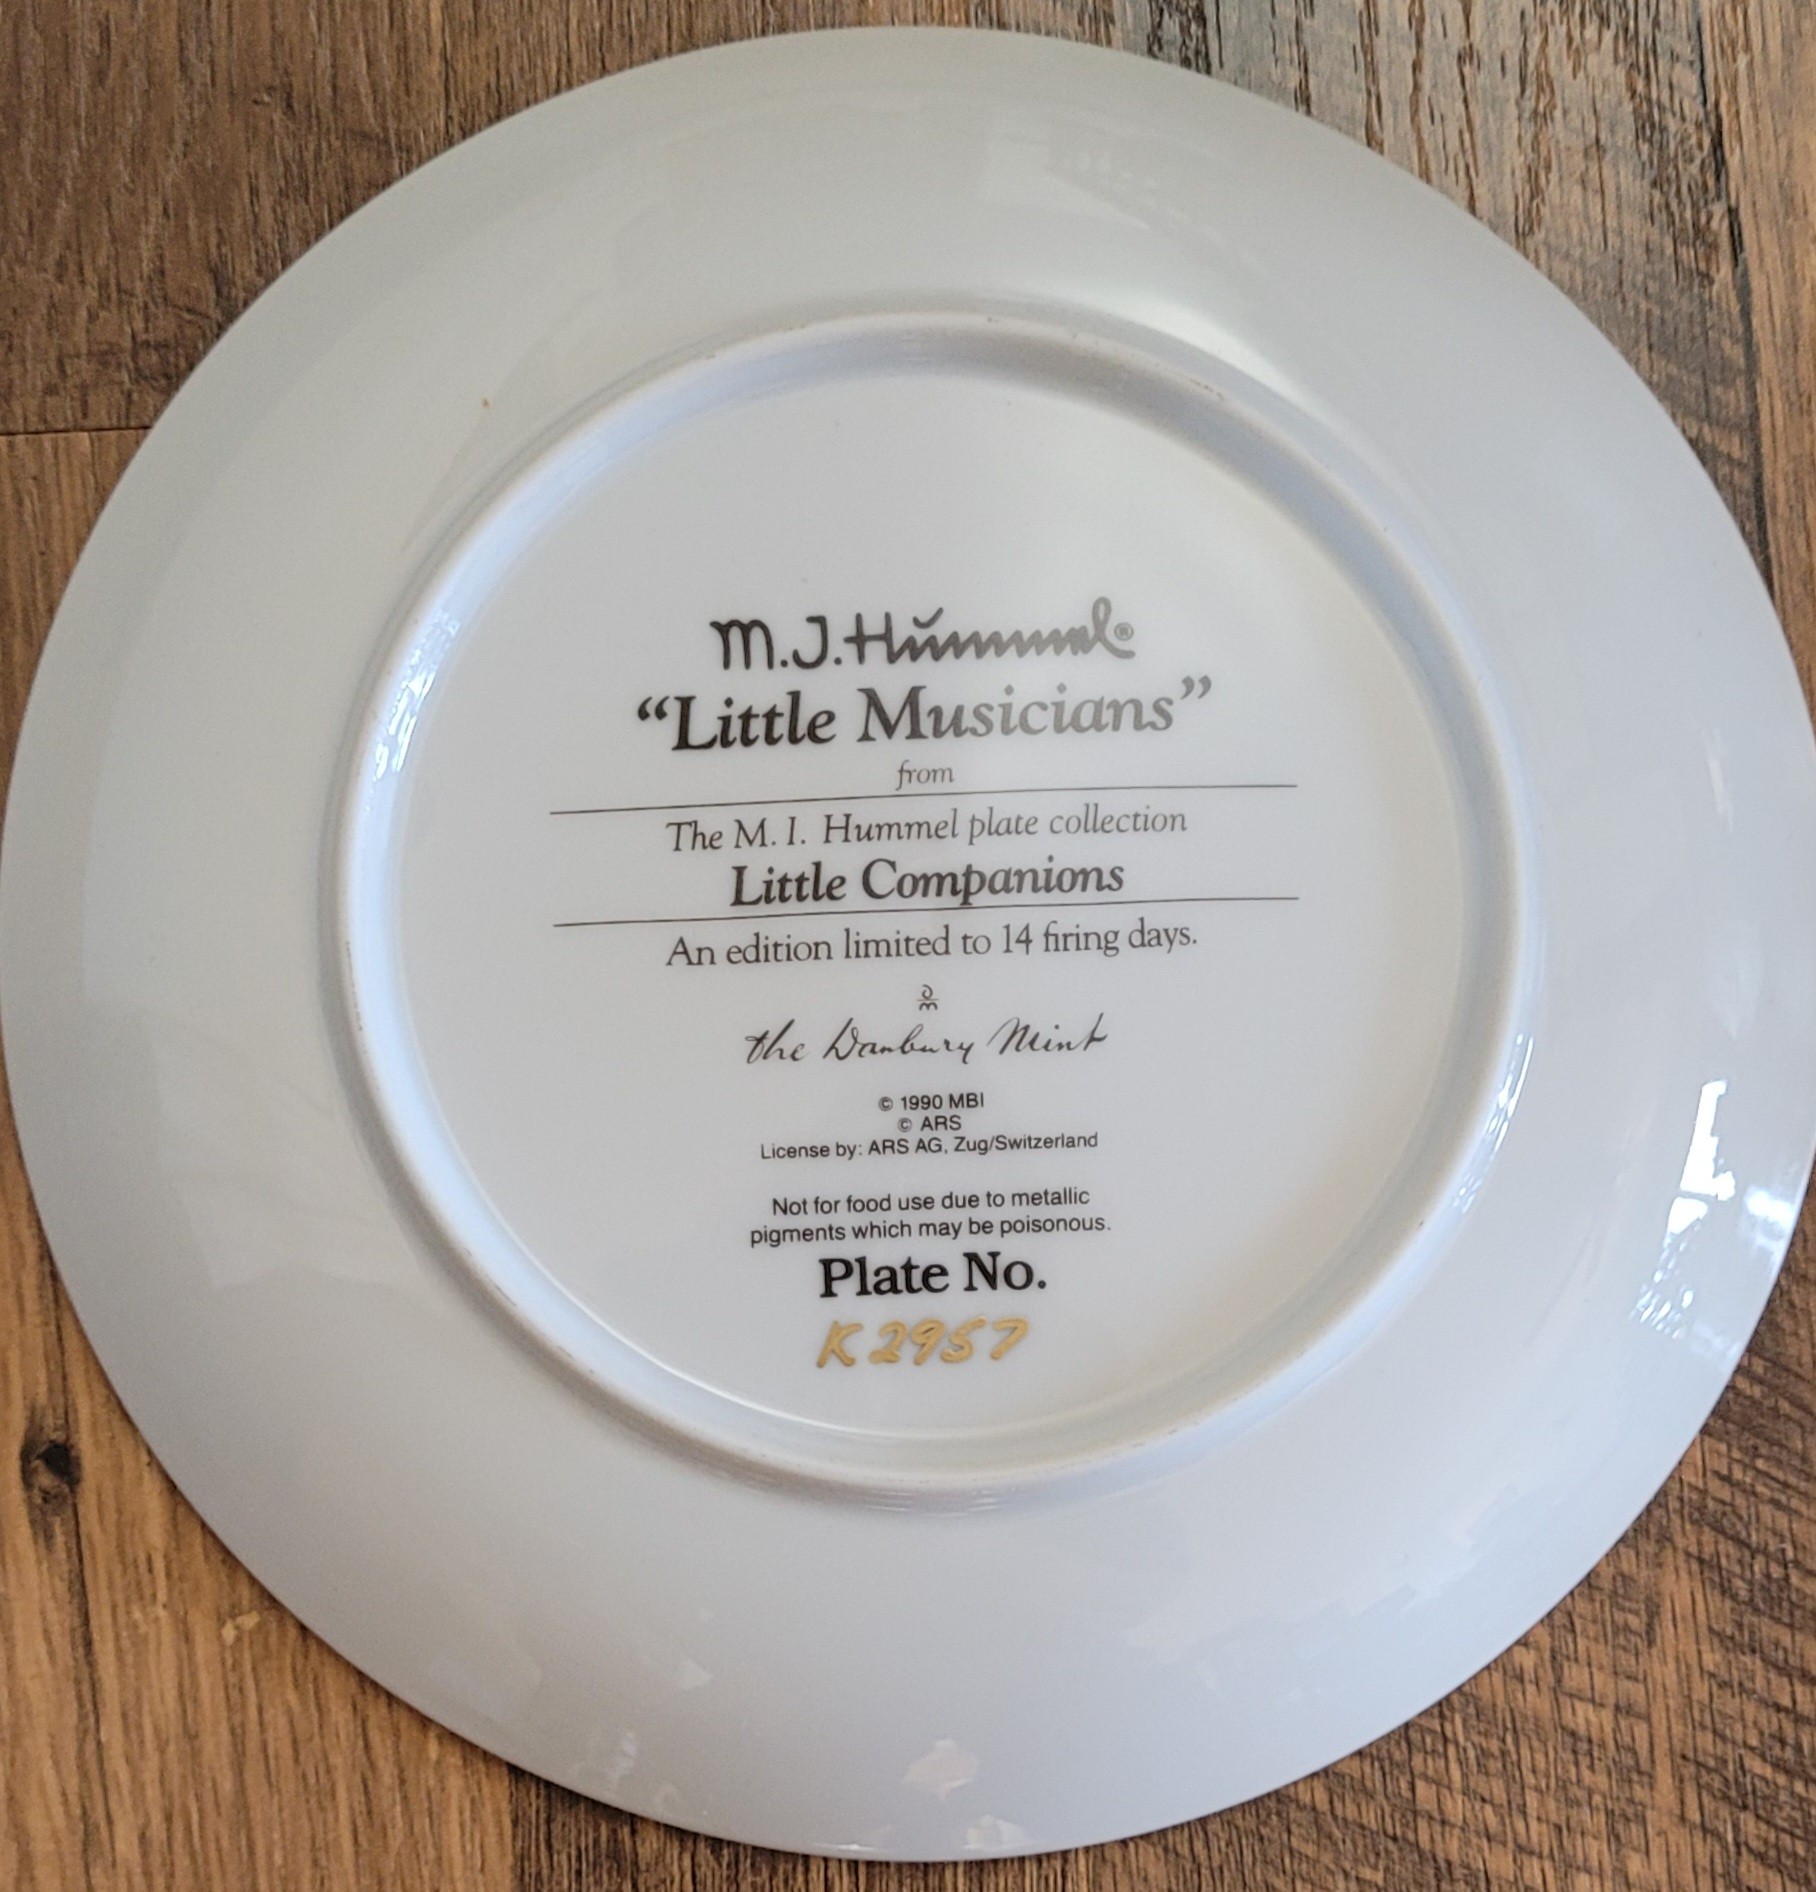 M.J.Hummel®
“Little Musicians”
from
The M. I. Hummel plate collection
Little Companions
An edition limited to 14 firing days.
DM
the Danbury Mint
© 1990 MBI
© ARS
License by: ARS AG, Zug/Switzerland
Not for food use due to metallic
pigments which may be poisonous.
Plate No.
K2957